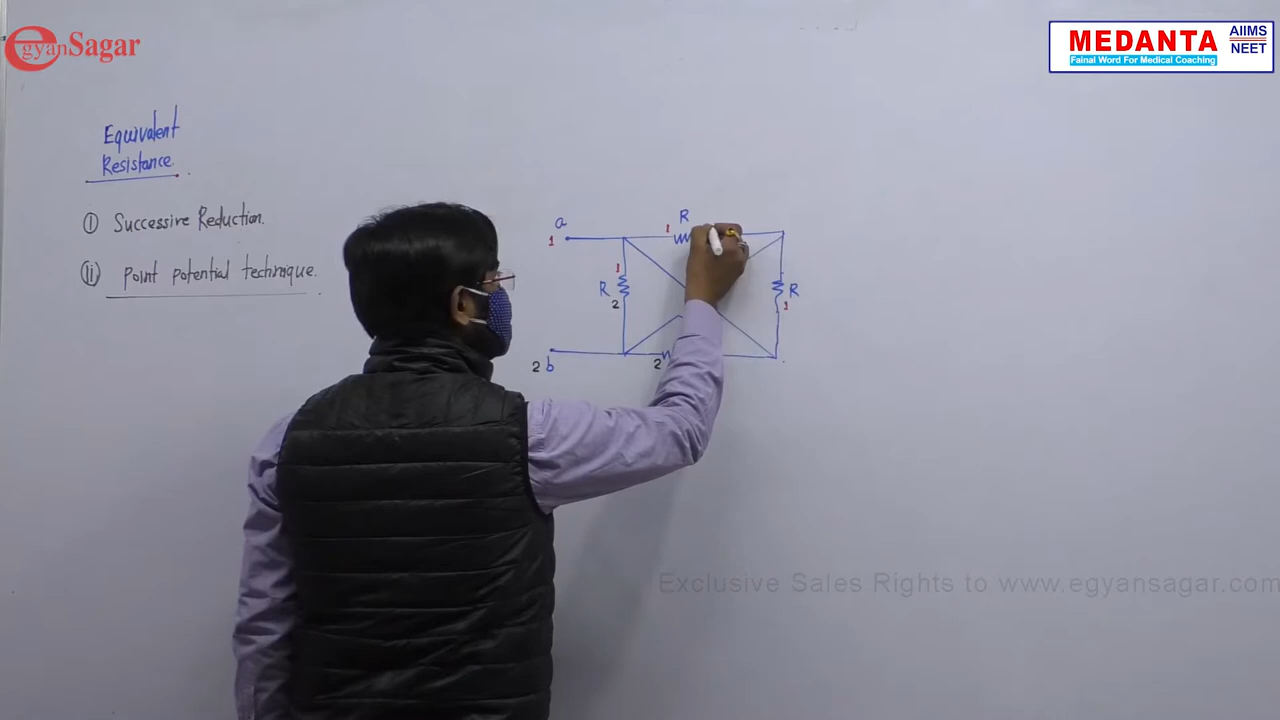 egyanSagar
MEDANTA AIIMS NEET
Fainal Word For Medical Coaching
Equivalent
Resistance.
I Successive Reduction.
II Point potential technique.
a
R
1
1
1
R
2
R
1
2 b
2
Exclusive Sales Rights to www.egyansagar.com